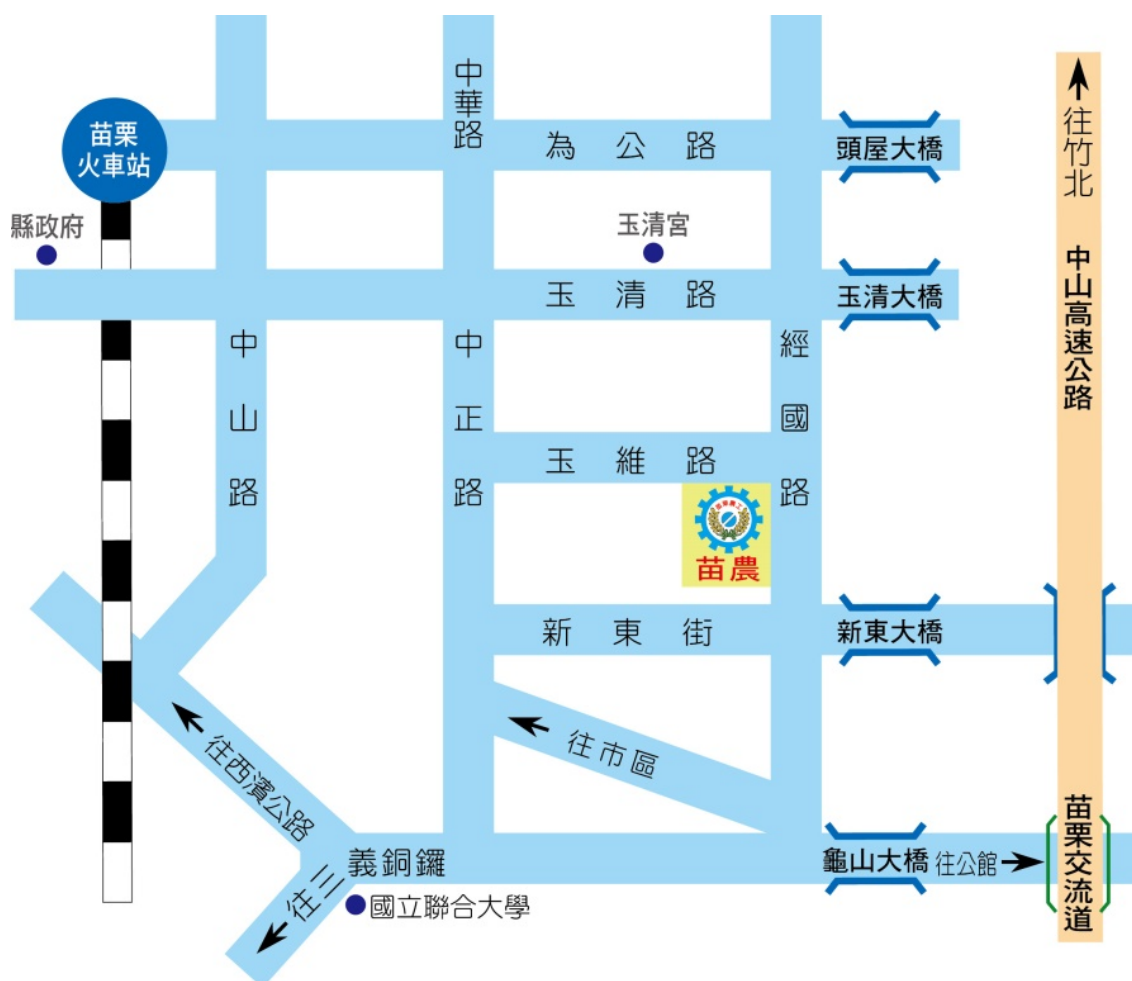 苗栗
火車站
中華路
為公路
頭屋大橋
往竹北
縣政府
玉清宮
玉清路
玉清大橋
中山高速公路
中山路
中正路
經國路
玉維路
苗農
新東街
新東大橋
往市區
往西濱公路
苗栗交流道
龜山大橋
往公館
往三義銅鑼
國立聯合大學